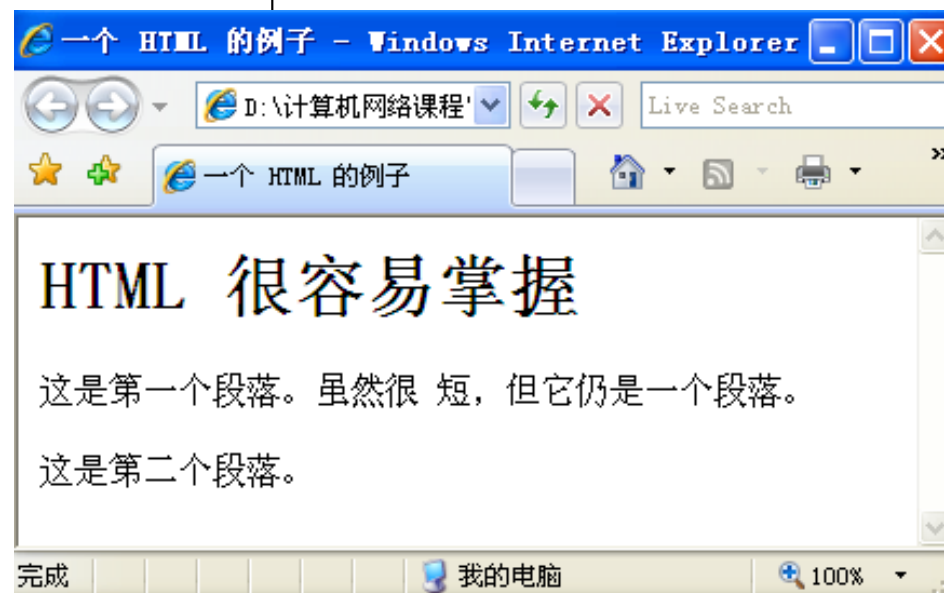 一个 HTML 的例子 - Windows Internet Explorer
D:\计算机网络课程'
Live Search
一个 HTML 的例子
»
HTML 很容易掌握
这是第一个段落。虽然很 短，但它仍是一个段落。
这是第二个段落。
完成 我的电脑 100%